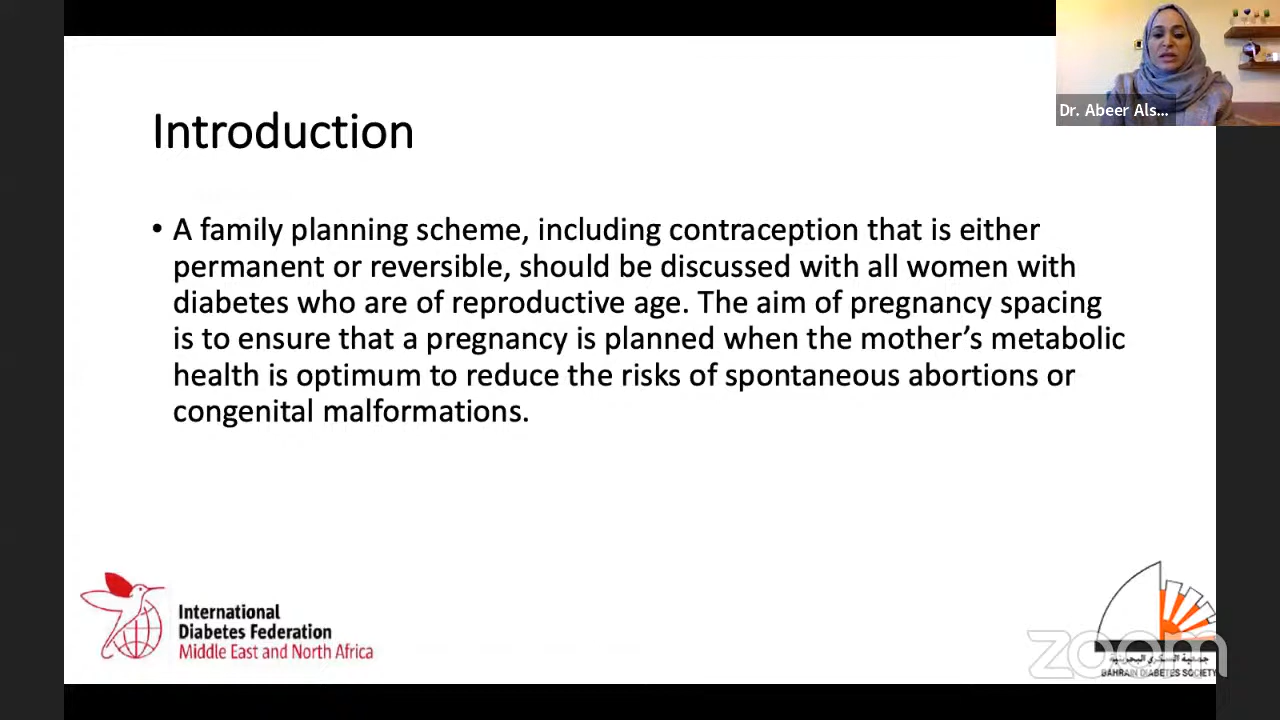 Dr. Abeer Als...
Introduction
• A family planning scheme, including contraception that is either
permanent or reversible, should be discussed with all women with
diabetes who are of reproductive age. The aim of pregnancy spacing
is to ensure that a pregnancy is planned when the mother’s metabolic
health is optimum to reduce the risks of spontaneous abortions or
congenital malformations.
International
Diabetes Federation
Middle East and North Africa
zoom
جمعية السكري البحرينية
BAHRAIN DIABETES SOCIETY